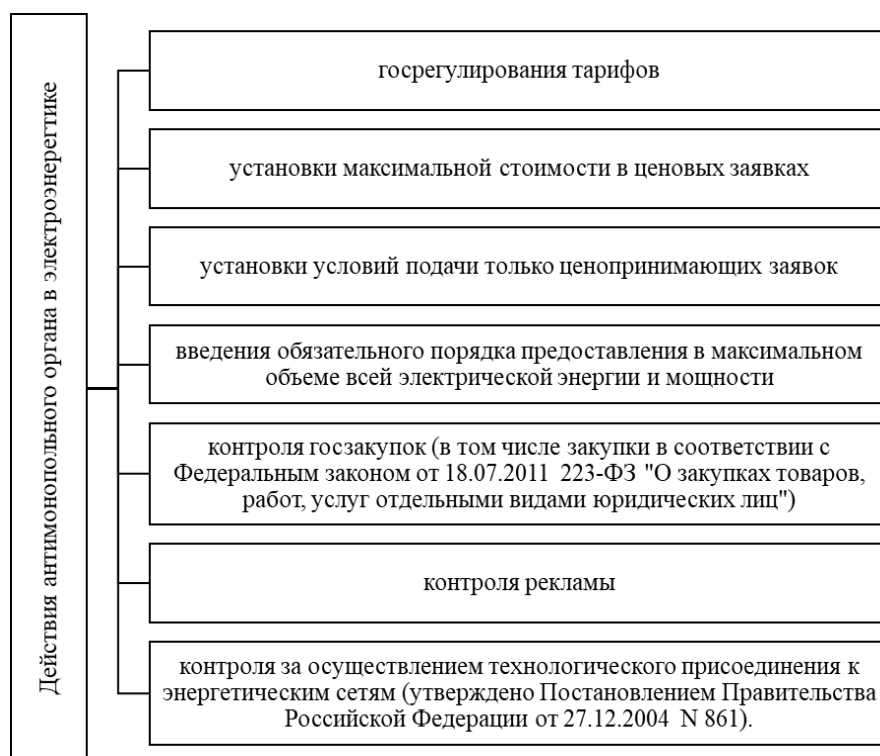 Действия антимонопольного органа в электроэнерегтике
госрегулирования тарифов
установки максимальной стоимости в ценовых заявках
установки условий подачи только ценопринимающих заявок
введения обязательного порядка предоставления в максимальном
объеме всей электрической энергии и мощности
контроля госзакупок (в том числе закупки в соответствии с
Федеральным законом от 18.07.2011 223-ФЗ "О закупках товаров,
работ, услуг отдельными видами юридических лиц")
контроля рекламы
контроля за осуществлением технологического присоединения к
энергетическим сетям (утверждено Постановлением Правительства
Российской Федерации от 27.12.2004 N 861).